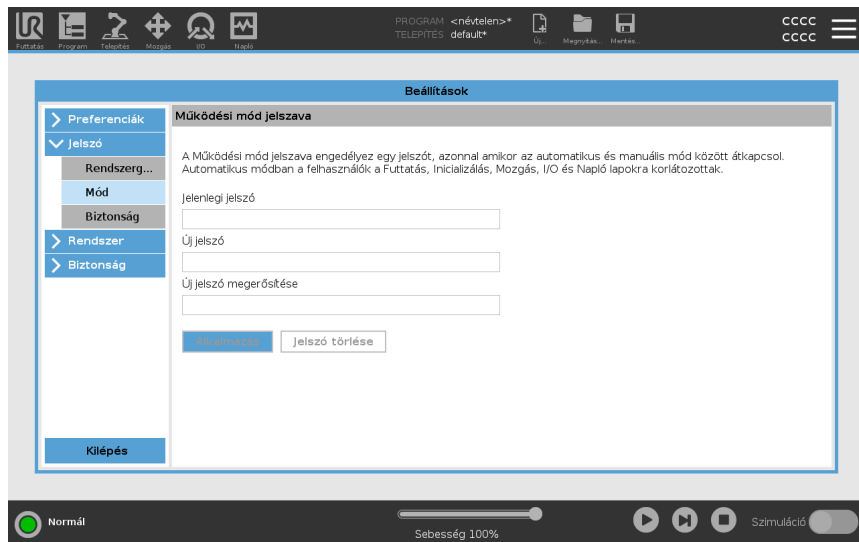 PROGRAM <névtelen>*
TELEPÍTÉS default*
CCCC
CCCC
Futtatás Program Telepítés Mozgás I/O Napló Új... Megnyitás... Mentés...
Beállítások
Preferenciák
Jelszó
Rendszerg...
Mód
Biztonság
Rendszer
Biztonság
Kilépés
Működési mód jelszava
A Működési mód jelszava engedélyez egy jelszót, azonnal amikor az automatikus és manuális mód között átkapcsol.
Automatikus módban a felhasználók a Futtatás, Inicializálás, Mozgás, I/O és Napló lapokra korlátozottak.
Jelenlegi jelszó
Új jelszó
Új jelszó megerősítése
Alkalmazás Jelszó törlése
Normál
Sebesség 100%
Szimuláció